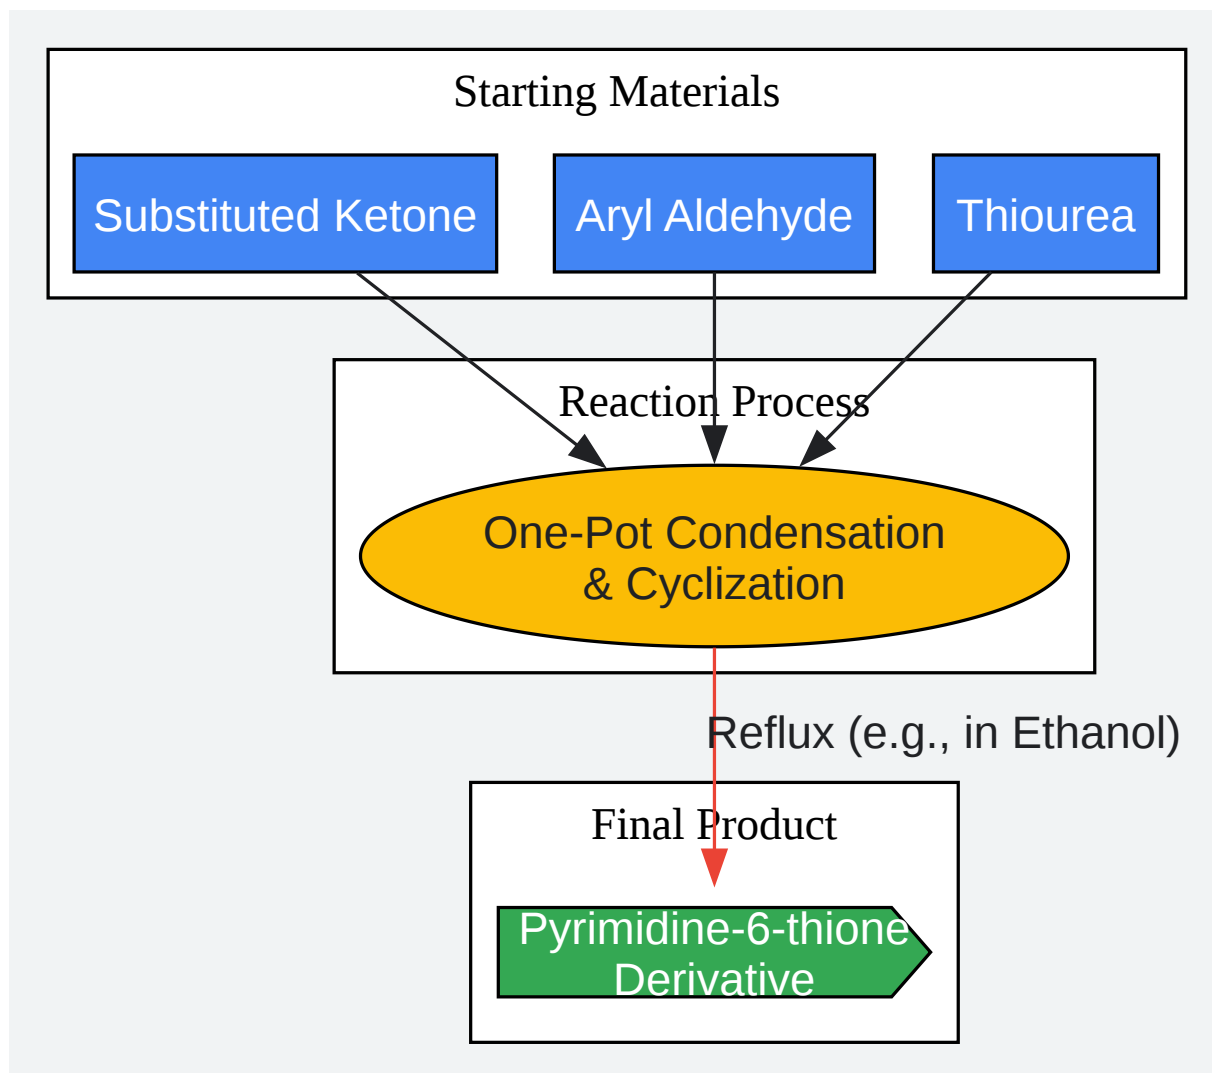 Starting Materials
Substituted Ketone
Aryl Aldehyde
Thiourea
Reaction Process
One-Pot Condensation
& Cyclization
Reflux (e.g., in Ethanol)
Final Product
Pyrimidine-6-thione
Derivative